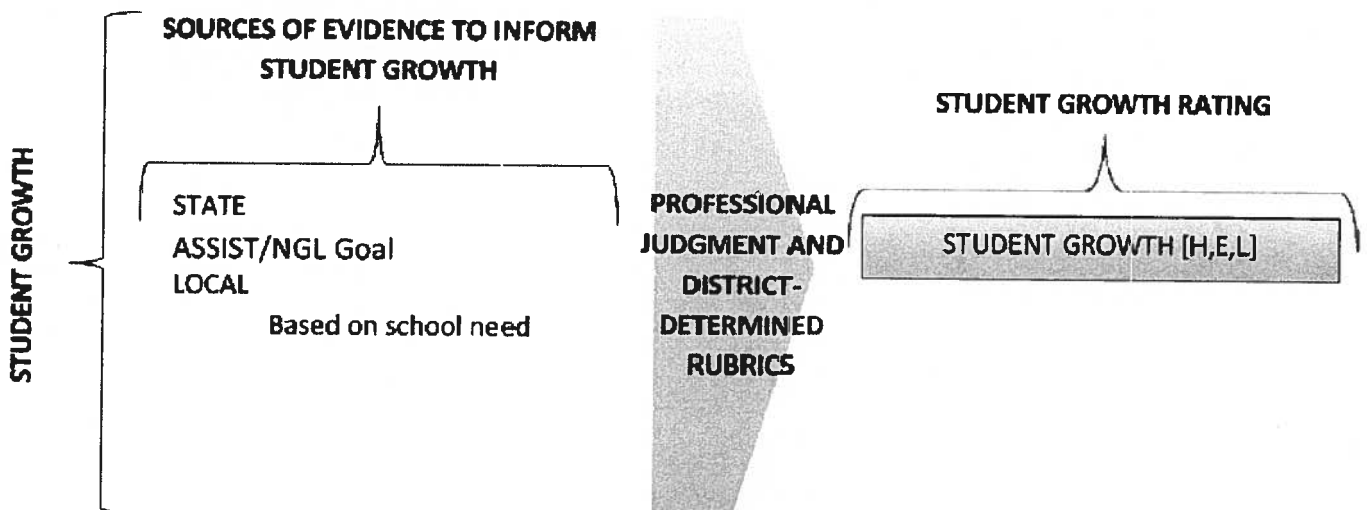 STUDENT GROWTH
SOURCES OF EVIDENCE TO INFORM
STUDENT GROWTH
STATE
ASSIST/NGL Goal
LOCAL
Based on school need
PROFESSIONAL
JUDGMENT AND
DISTRICT-
DETERMINED
RUBRICS
STUDENT GROWTH RATING
STUDENT GROWTH [H,E,L]